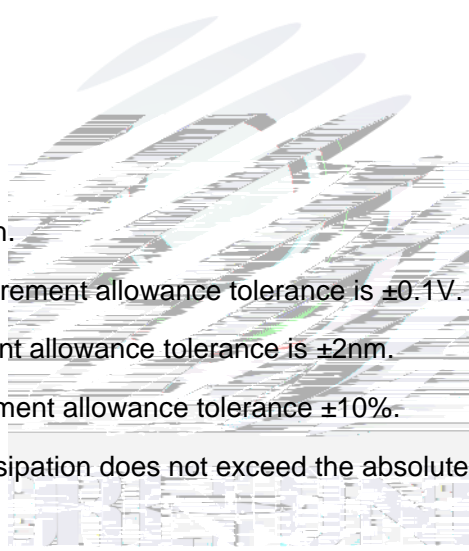 n.
rement allowance tolerance is ±0.1V.
nt allowance tolerance is ±2nm.
ment allowance tolerance ±10%.
sipation does not exceed the absolute